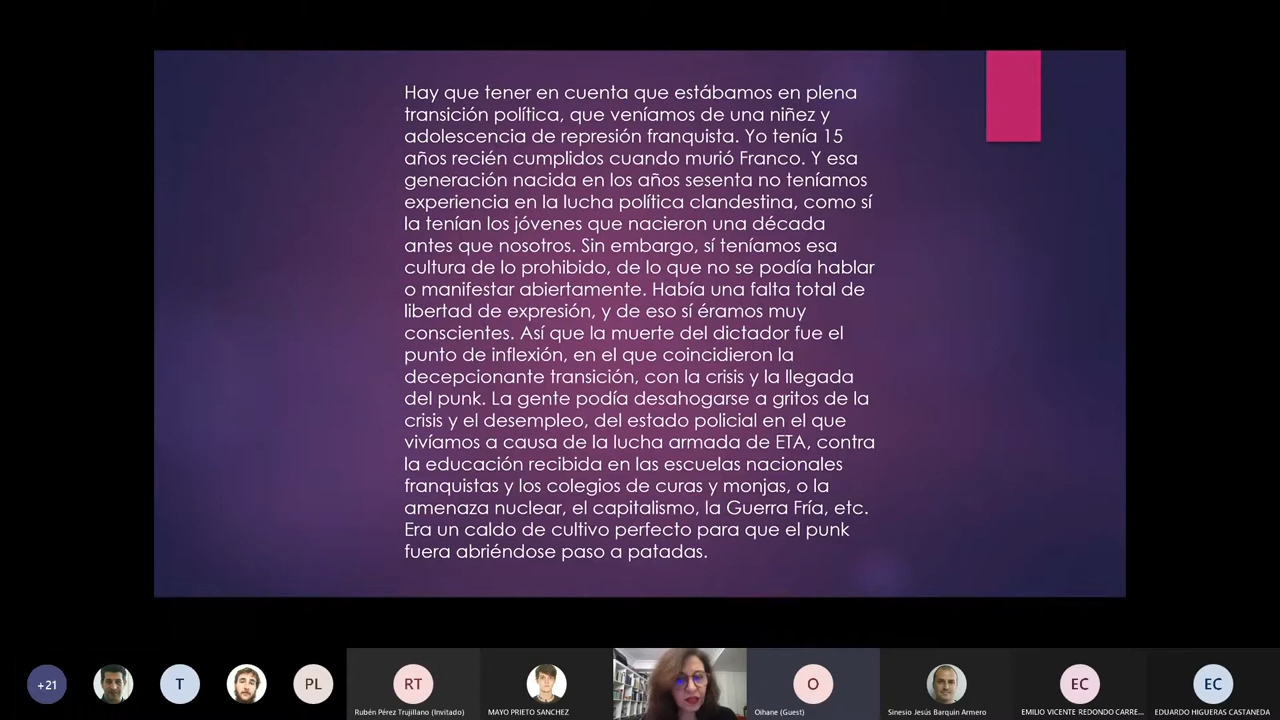 Hay que tener en cuenta que estábamos en plena
transición política, que veníamos de una niñez y
adolescencia de represión franquista. Yo tenía 15
años recién cumplidos cuando murió Franco. Y esa
generación nacida en los años sesenta no teníamos
experiencia en la lucha política clandestina, como sí
la tenían los jóvenes que nacieron una década
antes que nosotros. Sin embargo, sí teníamos esa
cultura de lo prohibido, de lo que no se podía hablar
o manifestar abiertamente. Había una falta total de
libertad de expresión, y de eso sí éramos muy
conscientes. Así que la muerte del dictador fue el
punto de inflexión, en el que coincidieron la
decepcionante transición, con la crisis y la llegada
del punk. La gente podía desahogarse a gritos de la
crisis y el desempleo, del estado policial en el que
vivíamos a causa de la lucha armada de ETA, contra
la educación recibida en las escuelas nacionales
franquistas y los colegios de curas y monjas, o la
amenaza nuclear, el capitalismo, la Guerra Fría, etc.
Era un caldo de cultivo perfecto para que el punk
fuera abriéndose paso a patadas.
+21
T
PL
RT
O
EC
EC
Rubén Pérez Trujillano (Invitado)
MAYO PRIETO SANCHEZ
Oihane (Guest)
Sinesio Jesús Barquin Armero
EMILIO VICENTE REDONDO CARRE...
EDUARDO HIGUERAS CASTANEDA